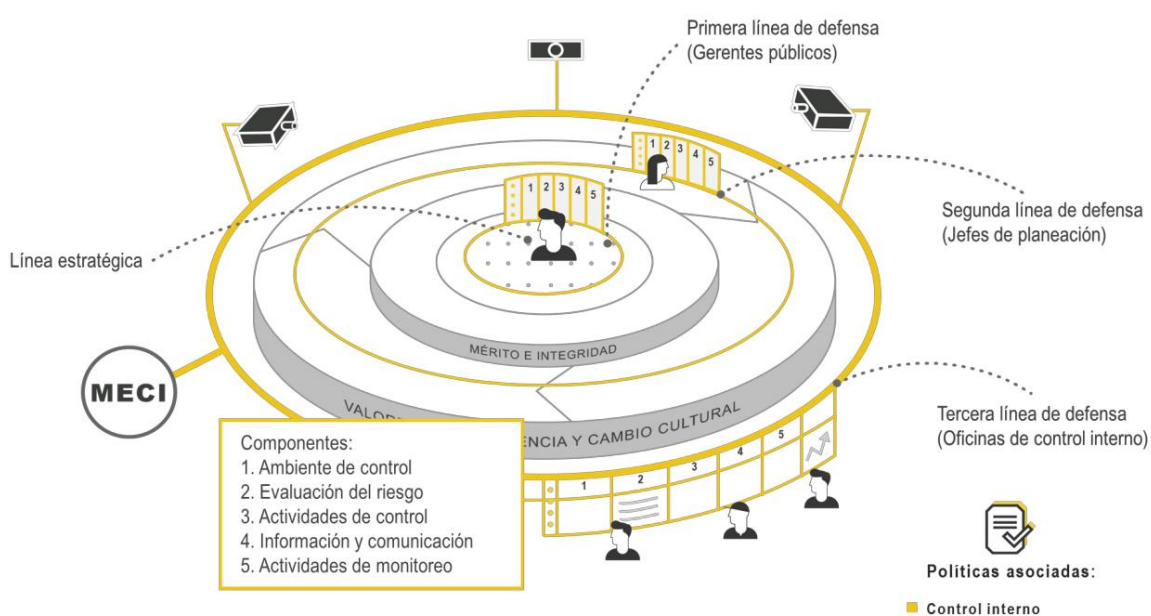 Primera línea de defensa
(Gerentes públicos)
1 2 3 4 5
1 2 3 4 5
Segunda línea de defensa
(Jefes de planeación)
Línea estratégica
MÉRITO E INTEGRIDAD
MECI
Y CAMBIO CULTURAL
Tercera línea de defensa
(Oficinas de control interno)
Componentes:
1. Ambiente de control
2. Evaluación del riesgo
3. Actividades de control
4. Información y comunicación
5. Actividades de monitoreo
1 2 3 4 5
Políticas asociadas:
Control interno